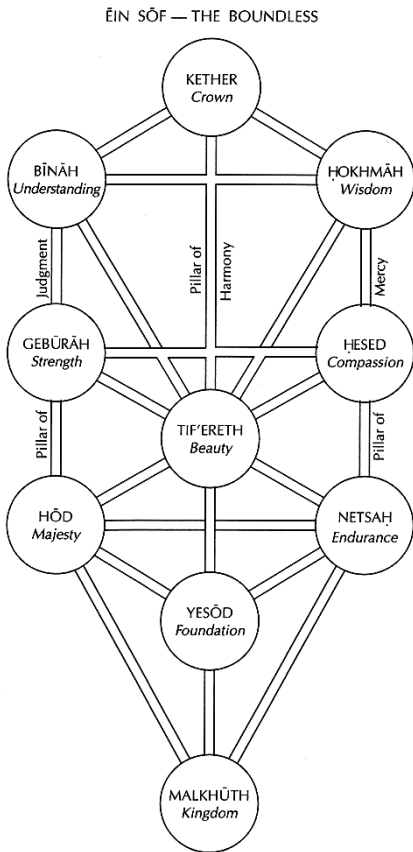 ĒIN SŌF — THE BOUNDLESS
KETHER
Crown
BĪNĀH
Understanding
ḤOKHMĀH
Wisdom
Judgment
Pillar of
Harmony
Mercy
GEBŪRĀH
Strength
ḤESED
Compassion
Pillar of
TIF'ERETH
Beauty
Pillar of
HŌD
Majesty
NETSAḤ
Endurance
YESŌD
Foundation
MALKHŪTH
Kingdom